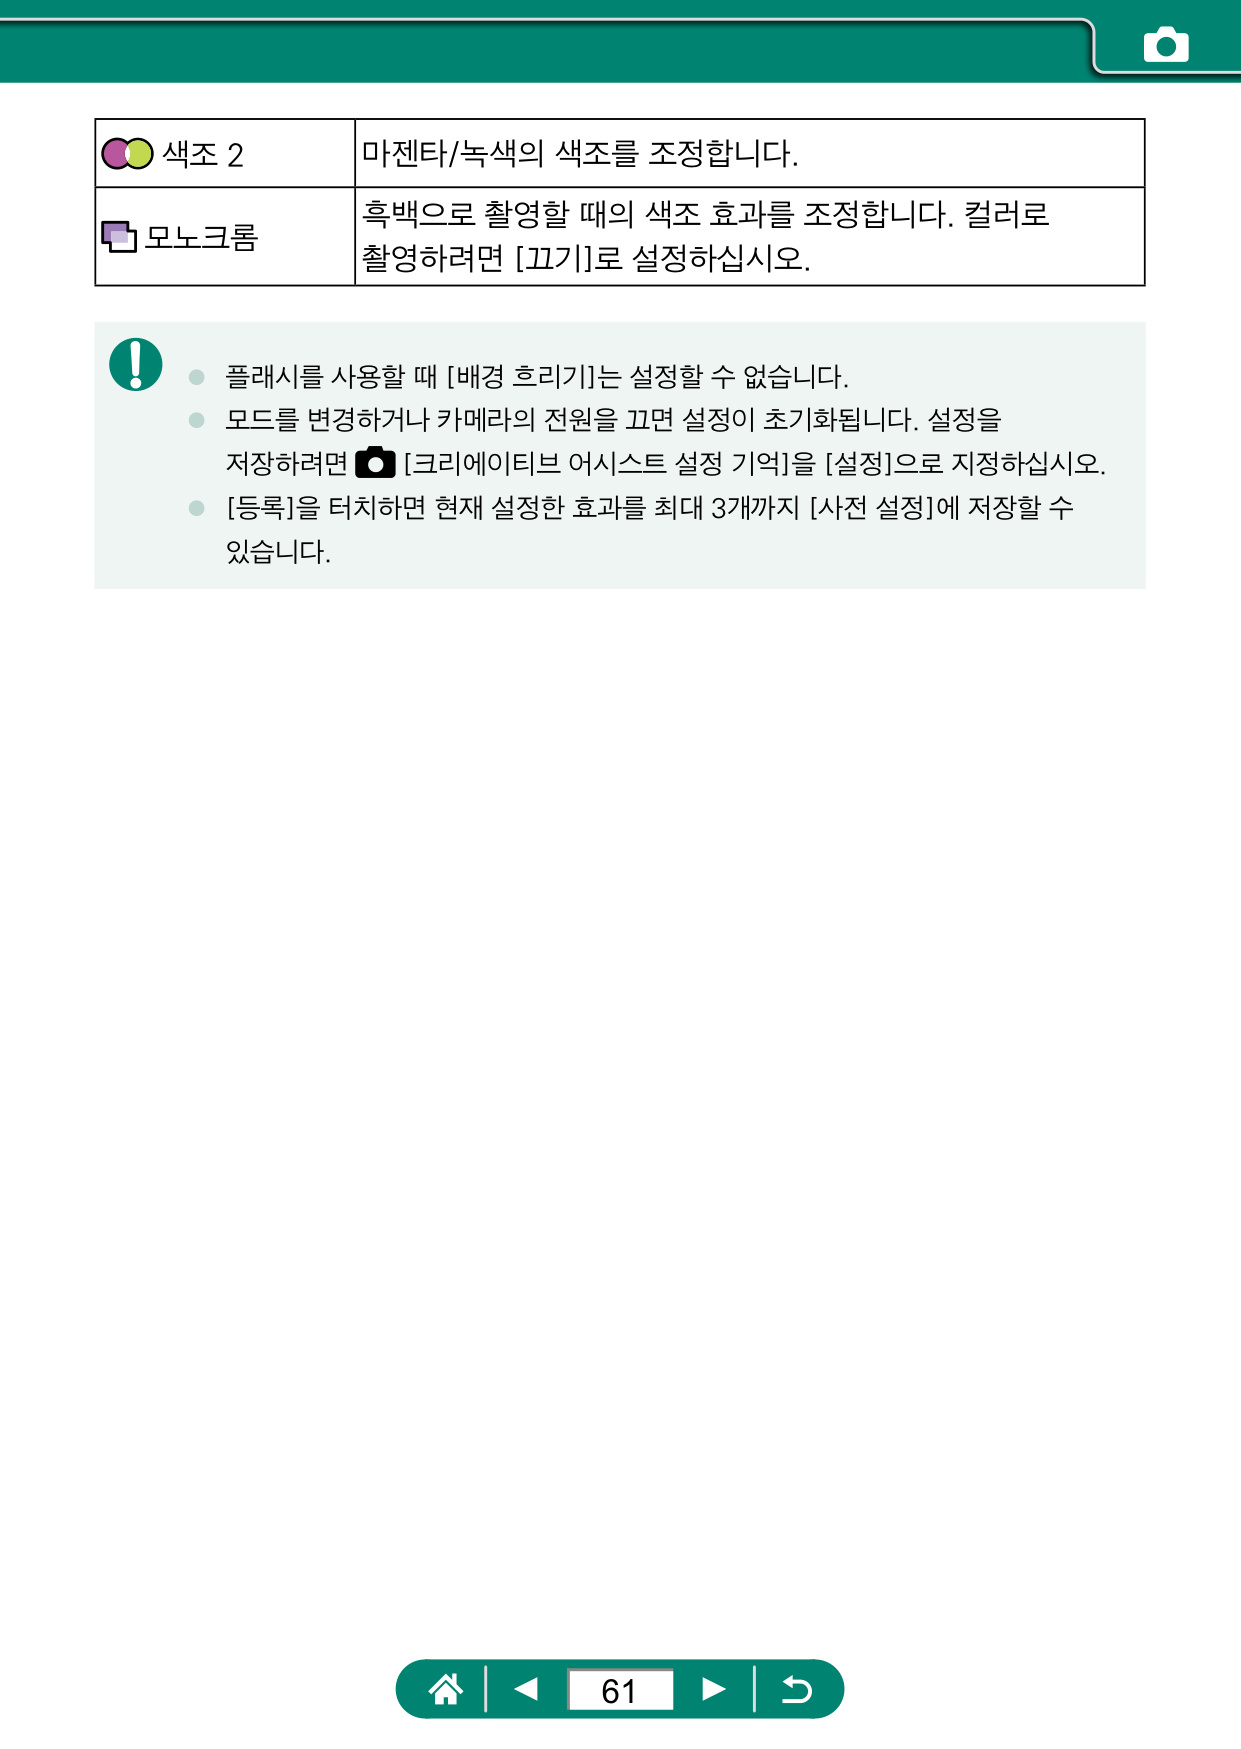 색조 2
마젠타/녹색의 색조를 조정합니다.
모노크롬
흑백으로 촬영할 때의 색조 효과를 조정합니다. 컬러로
촬영하려면 [끄기]로 설정하십시오.
플래시를 사용할 때 [배경 흐리기]는 설정할 수 없습니다.
모드를 변경하거나 카메라의 전원을 끄면 설정이 초기화됩니다. 설정을
저장하려면 [크리에이티브 어시스트 설정 기억]을 [설정]으로 지정하십시오.
[등록]을 터치하면 현재 설정한 효과를 최대 3개까지 [사전 설정]에 저장할 수
있습니다.
61